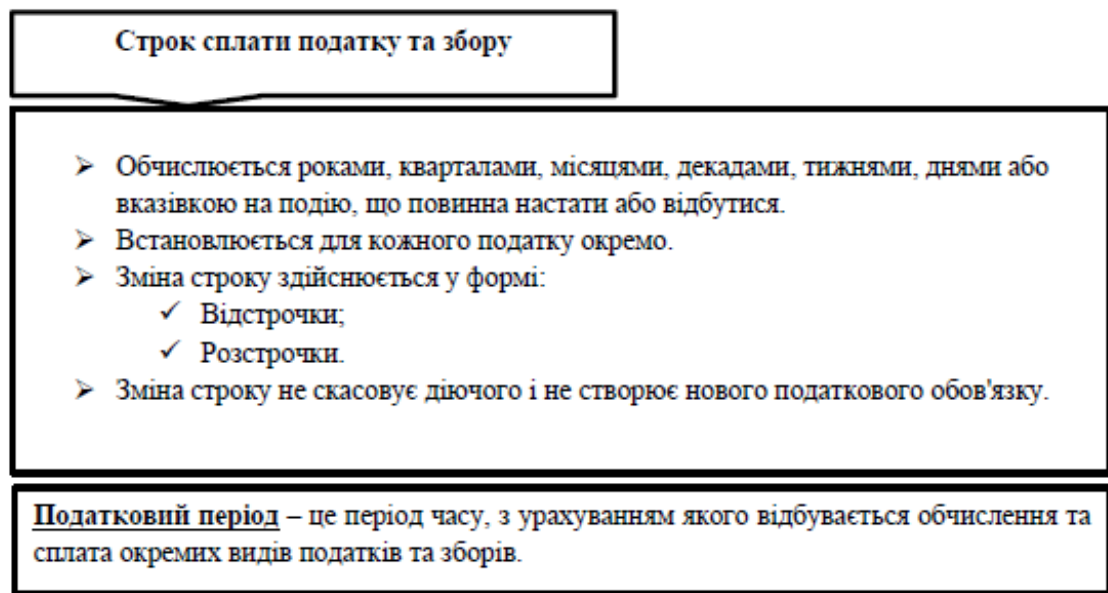 Строк сплати податку та збору
➢ Обчислюється роками, кварталами, місяцями, декадами, тижнями, днями або
вказівкою на подію, що повинна настати або відбутися.
➢ Встановлюється для кожного податку окремо.
➢ Зміна строку здійснюється у формі:
✓ Відстрочки;
✓ Розстрочки.
➢ Зміна строку не скасовує діючого і не створює нового податкового обов'язку.
Податковий період – це період часу, з урахуванням якого відбувається обчислення та
сплата окремих видів податків та зборів.